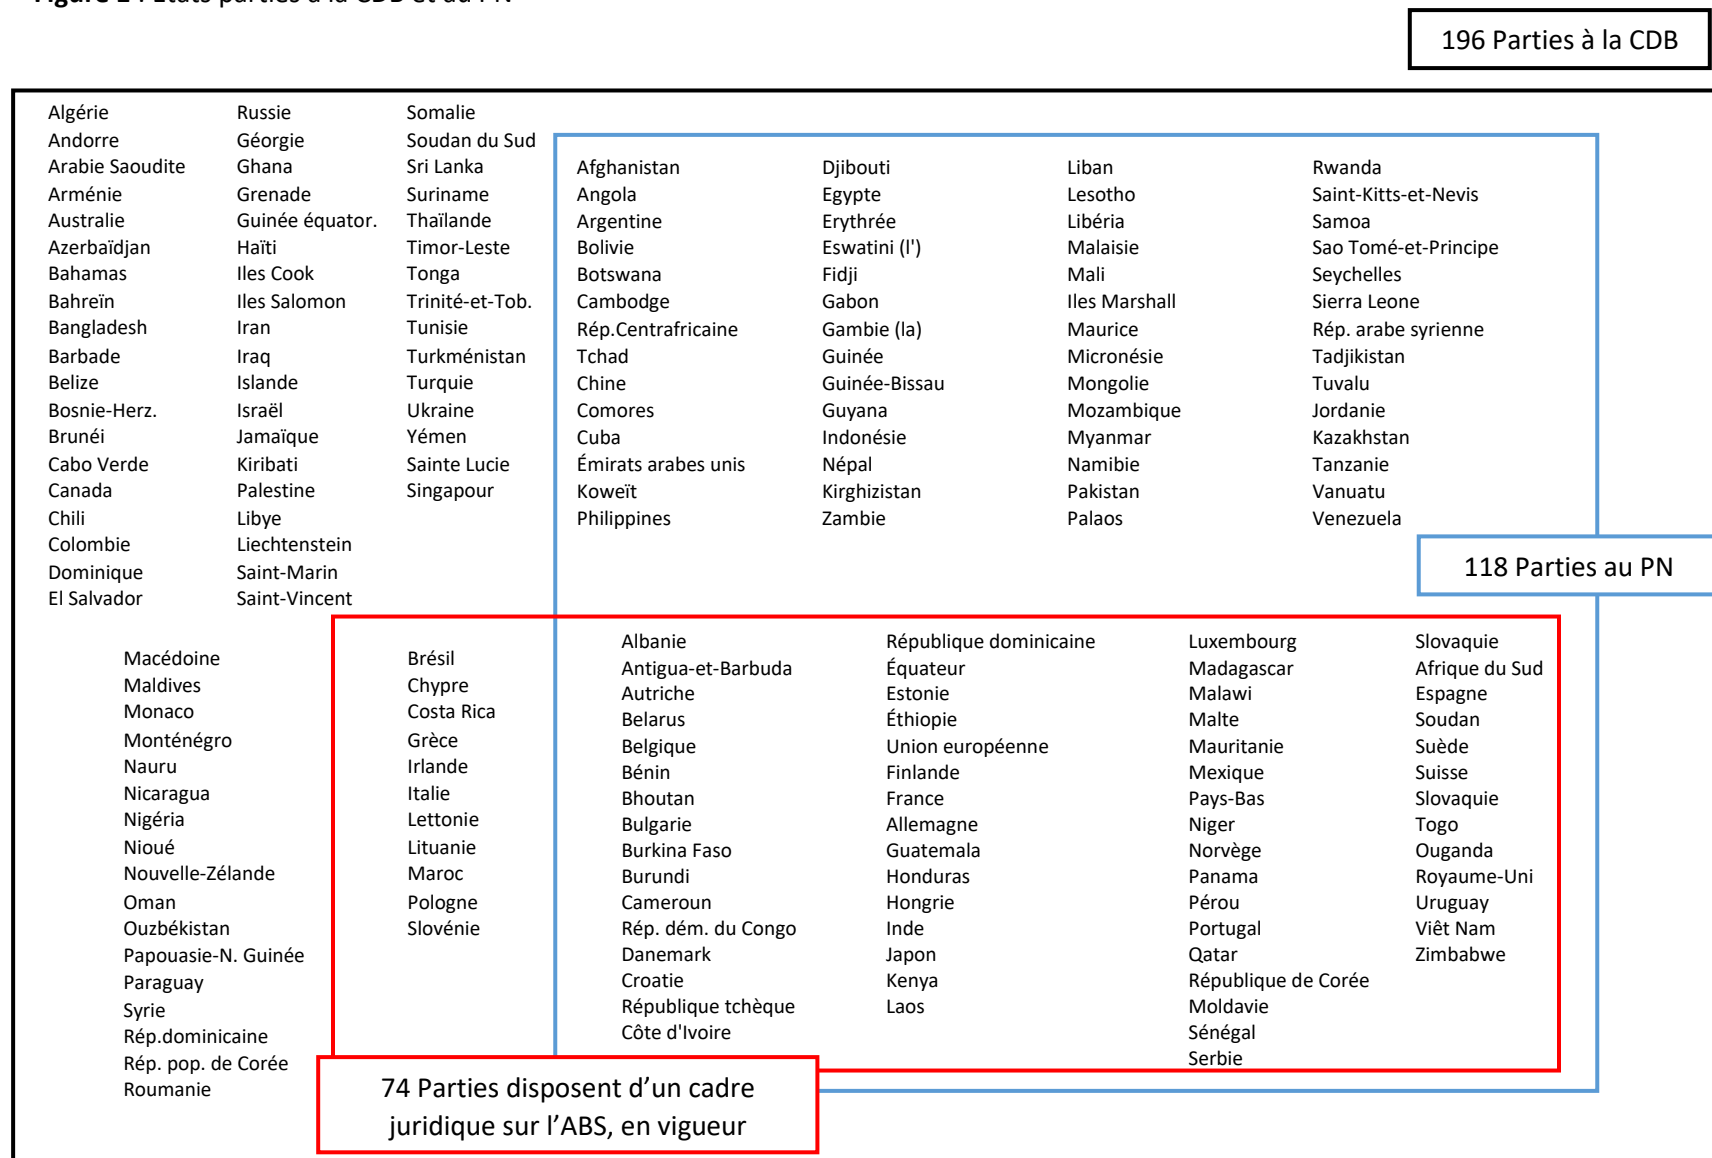 196 Parties à la CDB
Algérie
Andorre
Arabie Saoudite
Arménie
Australie
Azerbaïdjan
Bahamas
Bahreïn
Bangladesh
Barbade
Belize
Bosnie-Herz.
Brunéi
Cabo Verde
Canada
Chili
Colombie
Dominique
El Salvador
Russie
Géorgie
Ghana
Grenade
Guinée équator.
Haïti
Iles Cook
Iles Salomon
Iran
Iraq
Islande
Israël
Jamaïque
Kiribati
Palestine
Libye
Liechtenstein
Saint-Marin
Saint-Vincent
Somalie
Soudan du Sud
Sri Lanka
Suriname
Thaïlande
Timor-Leste
Tonga
Trinité-et-Tob.
Tunisie
Turkménistan
Turquie
Ukraine
Yémen
Sainte Lucie
Singapour
Afghanistan
Angola
Argentine
Bolivie
Botswana
Cambodge
Rép.Centrafricaine
Tchad
Chine
Comores
Cuba
Émirats arabes unis
Koweït
Philippines
Djibouti
Egypte
Erythrée
Eswatini (l')
Fidji
Gabon
Gambie (la)
Guinée
Guinée-Bissau
Guyana
Indonésie
Népal
Kirghizistan
Zambie
Liban
Lesotho
Libéria
Malaisie
Mali
Iles Marshall
Maurice
Micronésie
Mongolie
Mozambique
Myanmar
Namibie
Pakistan
Palaos
Rwanda
Saint-Kitts-et-Nevis
Samoa
Sao Tomé-et-Principe
Seychelles
Sierra Leone
Rép. arabe syrienne
Tadjikistan
Tuvalu
Jordanie
Kazakhstan
Tanzanie
Vanuatu
Venezuela
118 Parties au PN
Macédoine
Maldives
Monaco
Monténégro
Nauru
Nicaragua
Nigéria
Nioué
Nouvelle-Zélande
Oman
Ouzbékistan
Papouasie-N. Guinée
Paraguay
Syrie
Rép.dominicaine
Rép. pop. de Corée
Roumanie
Brésil
Chypre
Costa Rica
Grèce
Irlande
Italie
Lettonie
Lituanie
Maroc
Pologne
Slovénie
Albanie
Antigua-et-Barbuda
Autriche
Belarus
Belgique
Bénin
Bhoutan
Bulgarie
Burkina Faso
Burundi
Cameroun
Rép. dém. du Congo
Danemark
Croatie
République tchèque
Côte d'Ivoire
République dominicaine
Équateur
Estonie
Éthiopie
Union européenne
Finlande
France
Allemagne
Guatemala
Honduras
Hongrie
Inde
Japon
Kenya
Laos
Luxembourg
Madagascar
Malawi
Malte
Mauritanie
Mexique
Pays-Bas
Niger
Norvège
Panama
Pérou
Portugal
Qatar
République de Corée
Moldavie
Sénégal
Serbie
Slovaquie
Afrique du Sud
Espagne
Soudan
Suède
Suisse
Slovaquie
Togo
Ouganda
Royaume-Uni
Uruguay
Viêt Nam
Zimbabwe
74 Parties disposent d’un cadre
juridique sur l’ABS, en vigueur